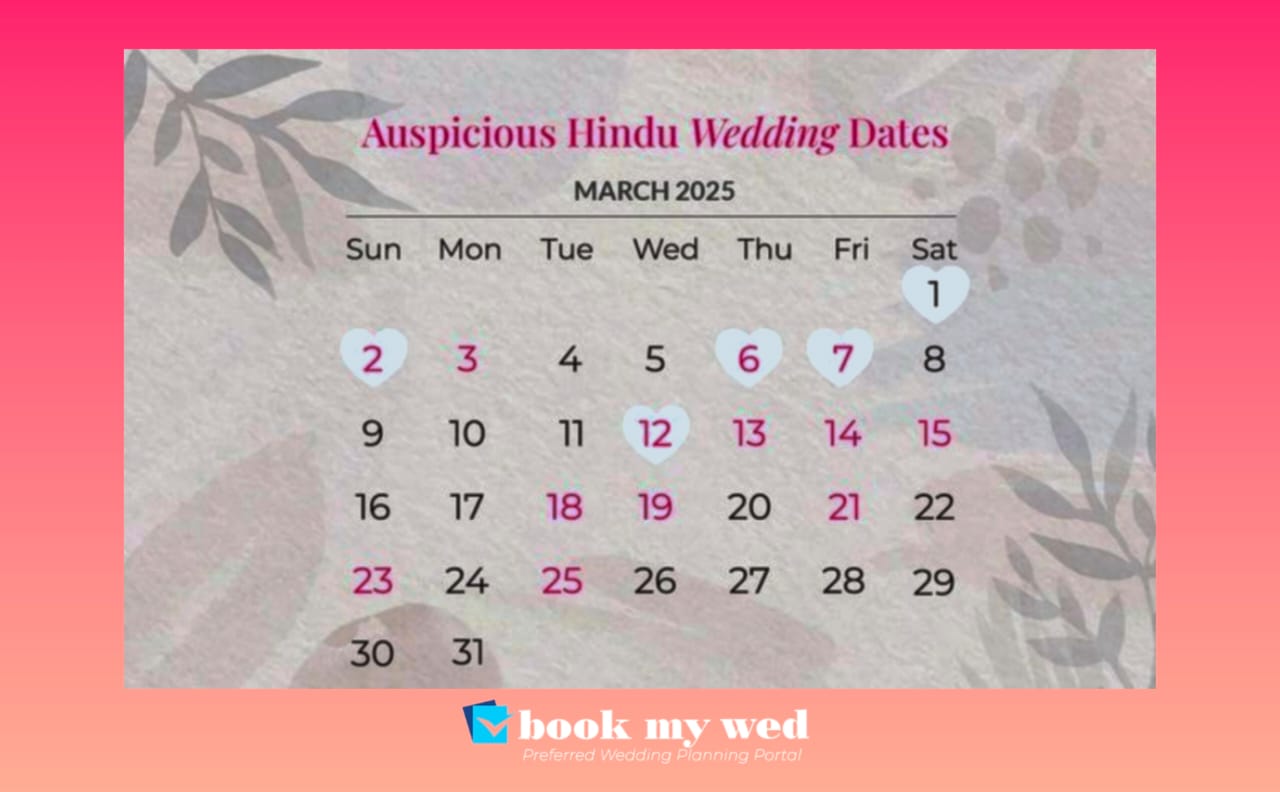 Auspicious Hindu Wedding Dates
MARCH 2025
Sun Mon Tue Wed Thu Fri Sat
1
2 3 4 5 6 7 8
9 10 11 12 13 14 15
16 17 18 19 20 21 22
23 24 25 26 27 28 29
30 31
book my wed
Preferred Wedding Planning Portal